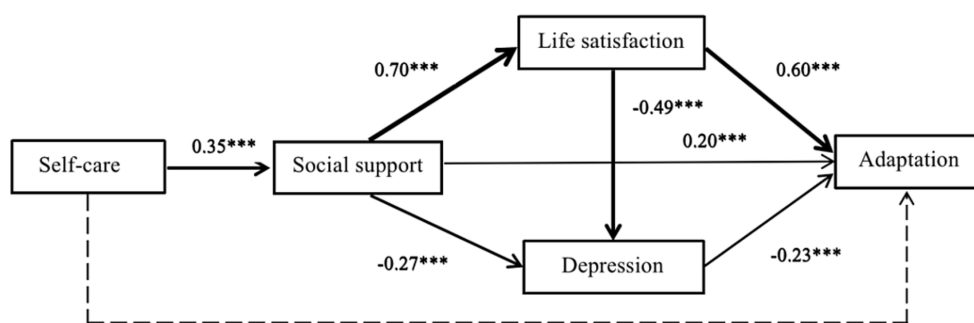 Life satisfaction
0.70***
0.60***
-0.49***
0.35***
0.20***
Self-care
Social support
Adaptation
-0.27***
Depression
-0.23***